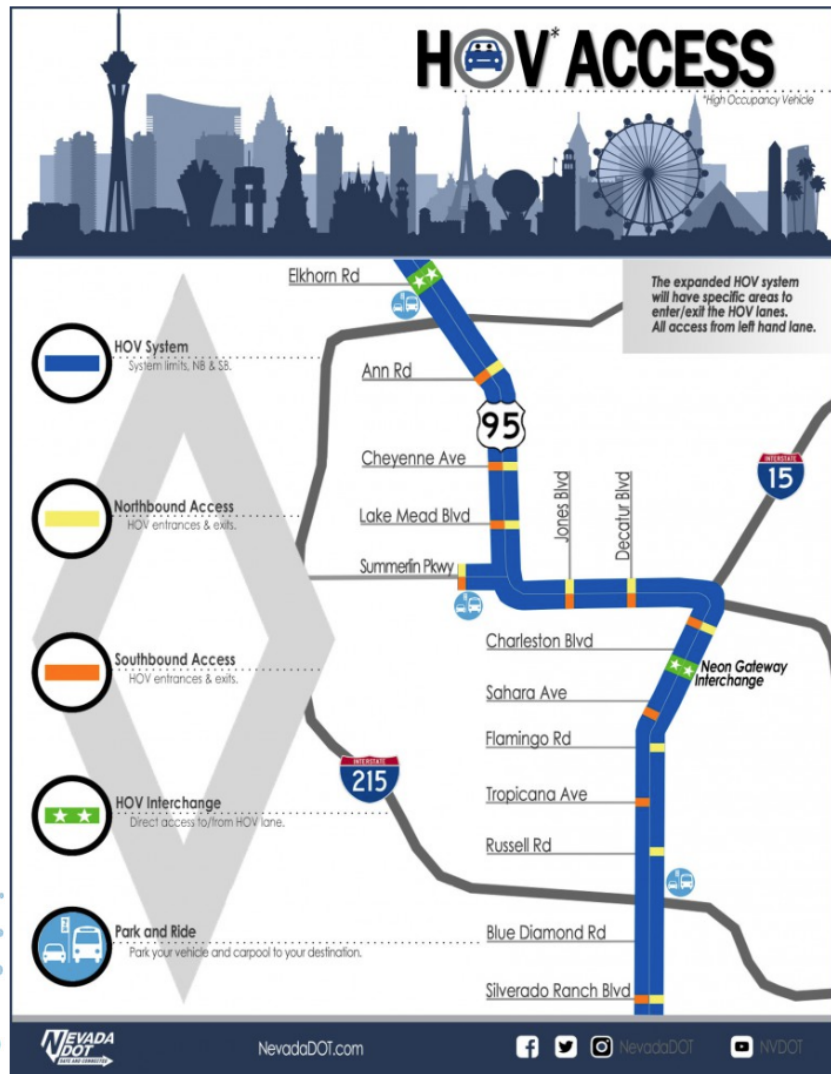 HOV* ACCESS
*High Occupancy Vehicle
The expanded HOV system
will have specific areas to
enter/exit the HOV lanes.
All access from left hand lane.
HOV System
System limits, NB & SB.
Northbound Access
HOV entrances & exits.
Southbound Access
HOV entrances & exits.
HOV Interchange
Direct access to/from HOV lane.
Park and Ride
Park your vehicle and carpool to your destination.
Elkhorn Rd
Ann Rd
95
Cheyenne Ave
Lake Mead Blvd
Summerlin Pkwy
Jones Blvd
Decatur Blvd
INTERSTATE
15
Charleston Blvd
Neon Gateway
Interchange
Sahara Ave
Flamingo Rd
INTERSTATE
215
Tropicana Ave
Russell Rd
Blue Diamond Rd
Silverado Ranch Blvd
NEVADA
DOT
SAFE AND CONNECTED
NevadaDOT.com
NevadaDOT
NVDOT